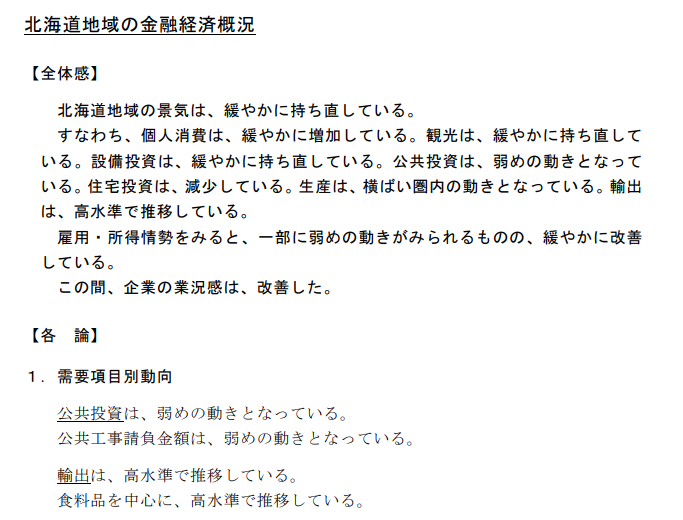 北海道地域の金融経済概況
【全体感】
北海道地域の景気は、緩やかに持ち直している。
すなわち、個人消費は、緩やかに増加している。観光は、緩やかに持ち直して
いる。設備投資は、緩やかに持ち直している。公共投資は、弱めの動きとなって
いる。住宅投資は、減少している。生産は、横ばい圏内の動きとなっている。輸出
は、高水準で推移している。
雇用・所得情勢をみると、一部に弱めの動きがみられるものの、緩やかに改善
している。
この間、企業の業況感は、改善した。
【各　論】
１．需要項目別動向
公共投資は、弱めの動きとなっている。
公共工事請負金額は、弱めの動きとなっている。
輸出は、高水準で推移している。
食料品を中心に、高水準で推移している。